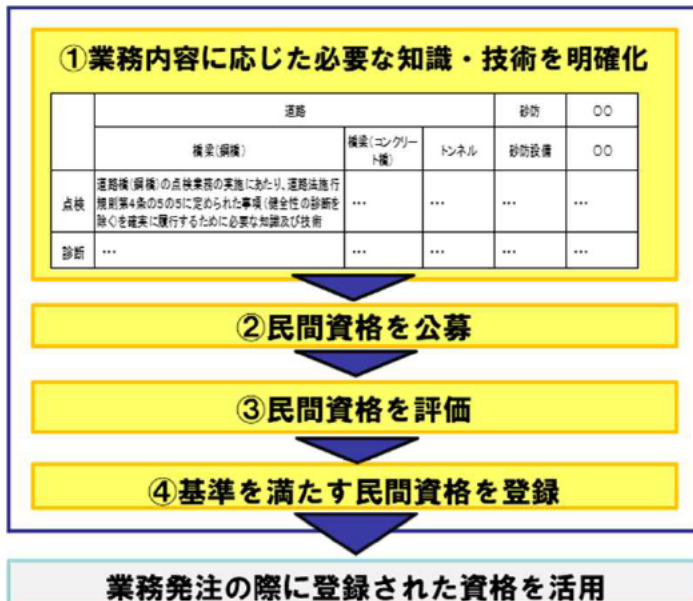 ①業務内容に応じた必要な知識・技術を明確化
道路 砂防 〇〇
橋梁(鋼橋) 橋梁(コンクリート橋) トンネル 砂防設備 〇〇
点検 道路橋(鋼橋)の点検業務の実施にあたり、道路法施行
規則第4条の5の5に定められた事項(健全性の診断を
除く)を確実に履行するために必要な知識及び技術 … … … …
診断 … … … … …
②民間資格を公募
③民間資格を評価
④基準を満たす民間資格を登録
業務発注の際に登録された資格を活用